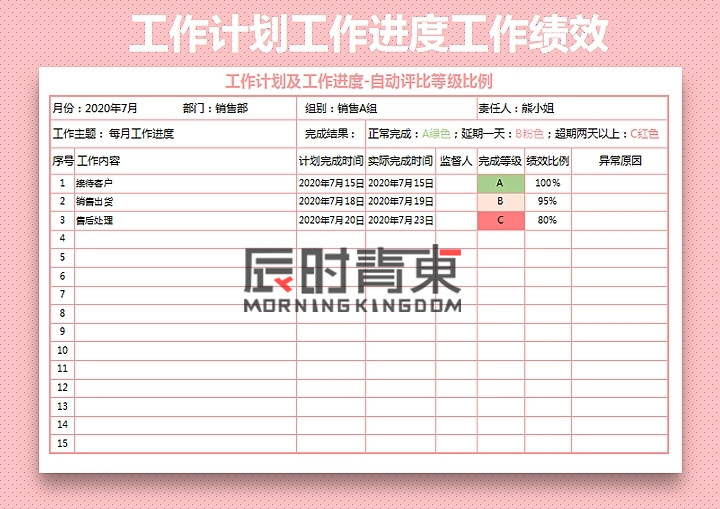 工作计划工作进度工作绩效
工作计划及工作进度-自动评比等级比例
月份：2020年7月 部门：销售部 组别：销售A组 责任人：熊小姐
工作主题： 每月工作进度 完成结果： 正常完成：A绿色；延期一天：B粉色；超期两天以上：C红色
序号 工作内容 计划完成时间 实际完成时间 监督人 完成等级 绩效比例 异常原因
1 接待客户 2020年7月15日 2020年7月15日 A 100%
2 销售出货 2020年7月18日 2020年7月19日 B 95%
3 售后处理 2020年7月20日 2020年7月23日 C 80%
4
5
辰时青東
6
7
MORNINGKINGDOM
8
9
10
11
12
13
14
15